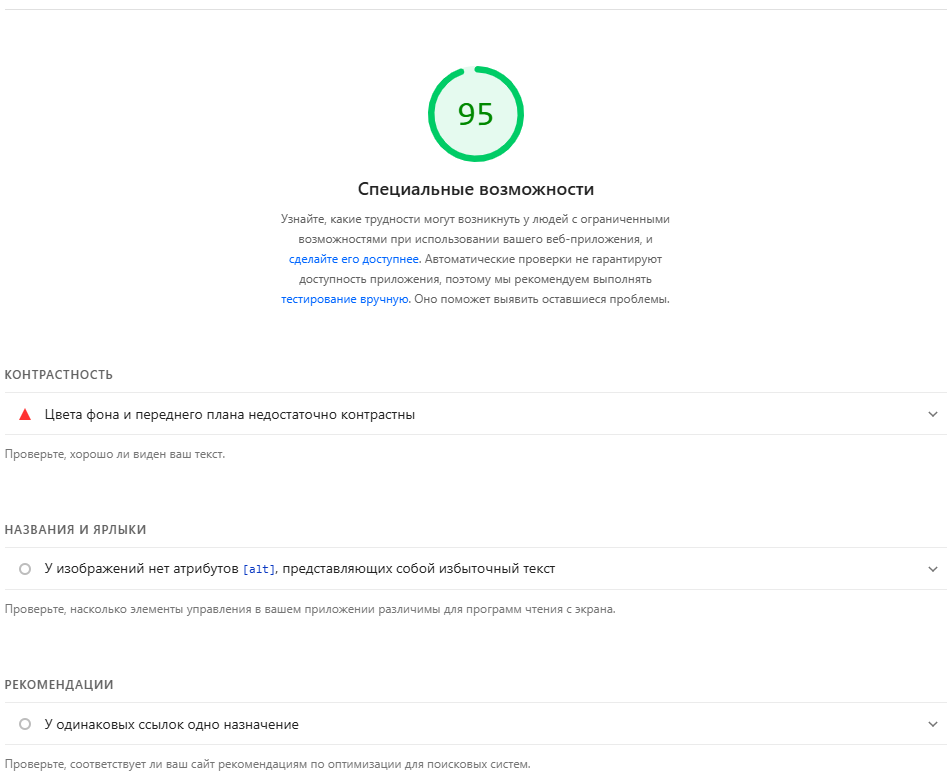 95
Специальные возможности
Узнайте, какие трудности могут возникнуть у людей с ограниченными
возможностями при использовании вашего веб-приложения, и
сделайте его доступнее. Автоматические проверки не гарантируют
доступность приложения, поэтому мы рекомендуем выполнять
тестирование вручную. Оно поможет выявить оставшиеся проблемы.
КОНТРАСТНОСТЬ
Цвета фона и переднего плана недостаточно контрастны
Проверьте, хорошо ли виден ваш текст.
НАЗВАНИЯ И ЯРЛЫКИ
У изображений нет атрибутов [alt], представляющих собой избыточный текст
Проверьте, насколько элементы управления в вашем приложении различимы для программ чтения с экрана.
РЕКОМЕНДАЦИИ
У одинаковых ссылок одно назначение
Проверьте, соответствует ли ваш сайт рекомендациям по оптимизации для поисковых систем.